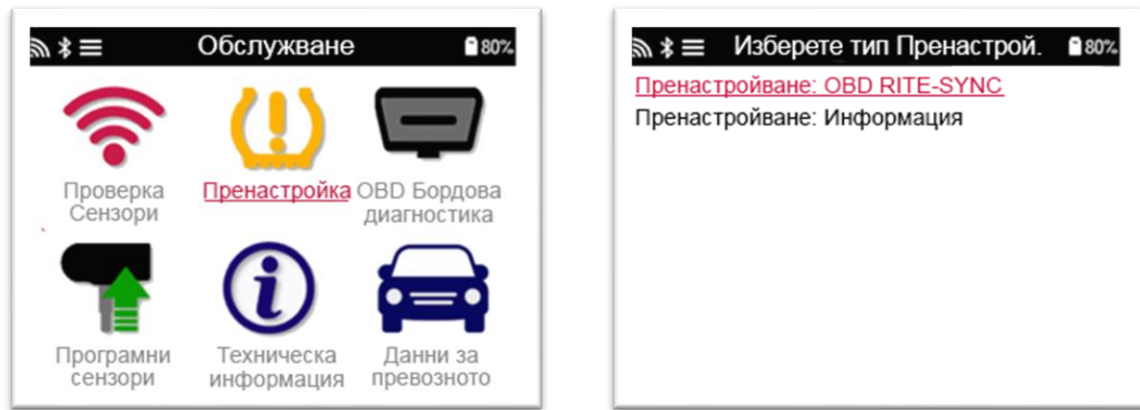 Обслужване
80%
Проверка
Сензори
Пренастройка
OBD Бордова
диагностика
Програмни
сензори
Техническа
информация
Данни за
превозното
Изберете тип Пренастрой.
80%
Пренастройване: OBD RITE-SYNC
Пренастройване: Информация